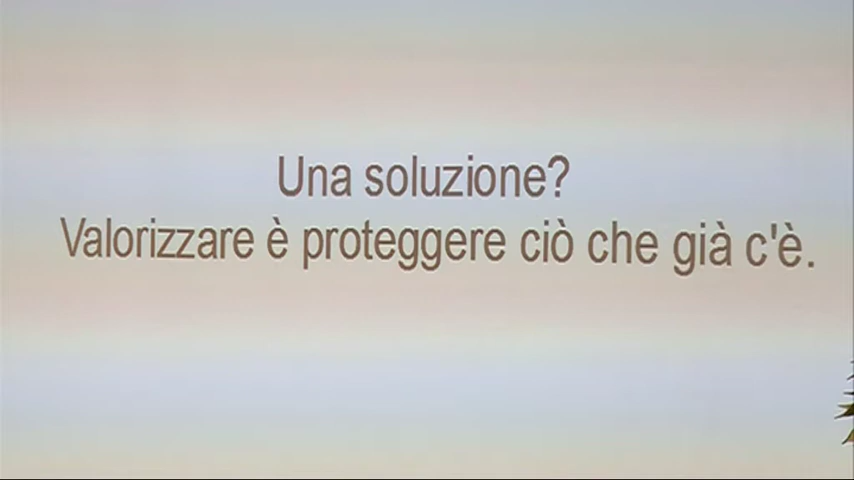 Una soluzione?
Valorizzare è proteggere ciò che già c'è.